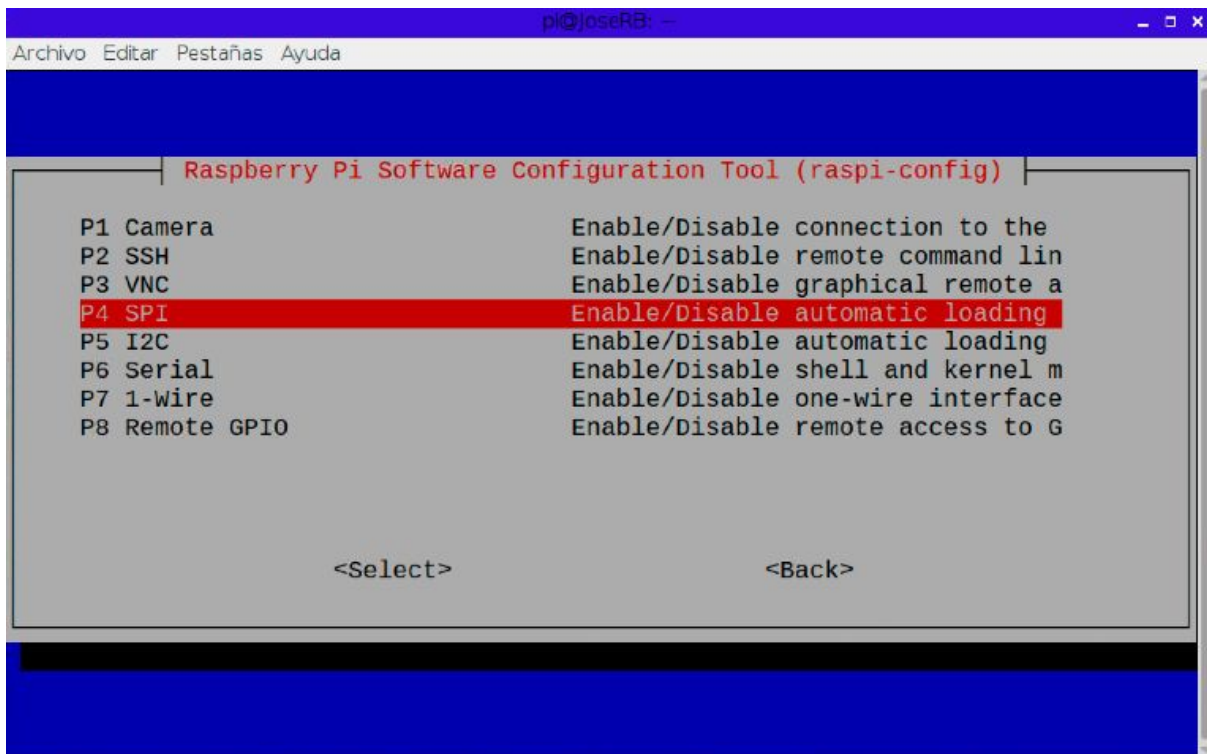 pi@JoseRB: ~
Archivo Editar Pestañas Ayuda
Raspberry Pi Software Configuration Tool (raspi-config)
P1 Camera Enable/Disable connection to the
P2 SSH Enable/Disable remote command lin
P3 VNC Enable/Disable graphical remote a
P4 SPI Enable/Disable automatic loading
P5 I2C Enable/Disable automatic loading
P6 Serial Enable/Disable shell and kernel m
P7 1-Wire Enable/Disable one-wire interface
P8 Remote GPIO Enable/Disable remote access to G
<Select> <Back>